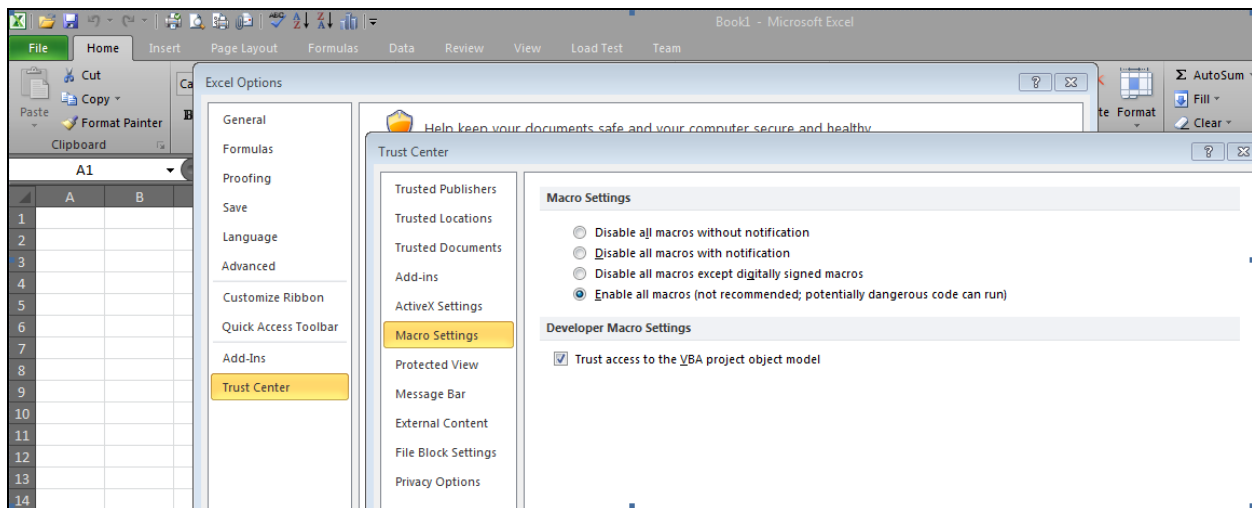 Book1 - Microsoft Excel
File Home Insert Page Layout Formulas Data Review View Load Test Team
Cut
Copy
Paste
Format Painter
Clipboard
Ca
B
te Format
Σ AutoSum
Fill
Clear
A1
A B
1
2
3
4
5
6
7
8
9
10
11
12
13
14
Excel Options
General
Formulas
Proofing
Save
Language
Advanced
Customize Ribbon
Quick Access Toolbar
Add-Ins
Trust Center
Help keep your documents safe and your computer secure and healthy
Trust Center
Trusted Publishers
Trusted Locations
Trusted Documents
Add-ins
ActiveX Settings
Macro Settings
Protected View
Message Bar
External Content
File Block Settings
Privacy Options
Macro Settings
Disable all macros without notification
Disable all macros with notification
Disable all macros except digitally signed macros
Enable all macros (not recommended; potentially dangerous code can run)
Developer Macro Settings
Trust access to the VBA project object model